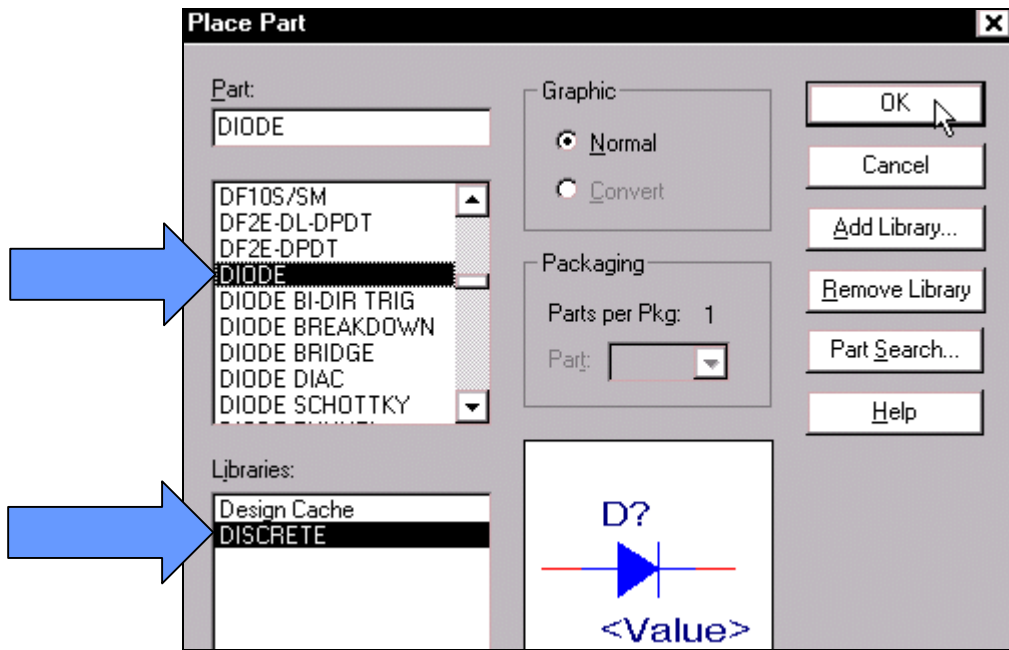 Place Part
Part:
DIODE
DF10S/SM
DF2E-DL-DPDT
DF2E-DPDT
DIODE
DIODE BI-DIR TRIG
DIODE BREAKDOWN
DIODE BRIDGE
DIODE DIAC
DIODE SCHOTTKY
Libraries:
Design Cache
DISCRETE
Graphic
Normal
Convert
Packaging
Parts per Pkg: 1
Part:
D?
<Value>
OK
Cancel
Add Library...
Remove Library
Part Search...
Help